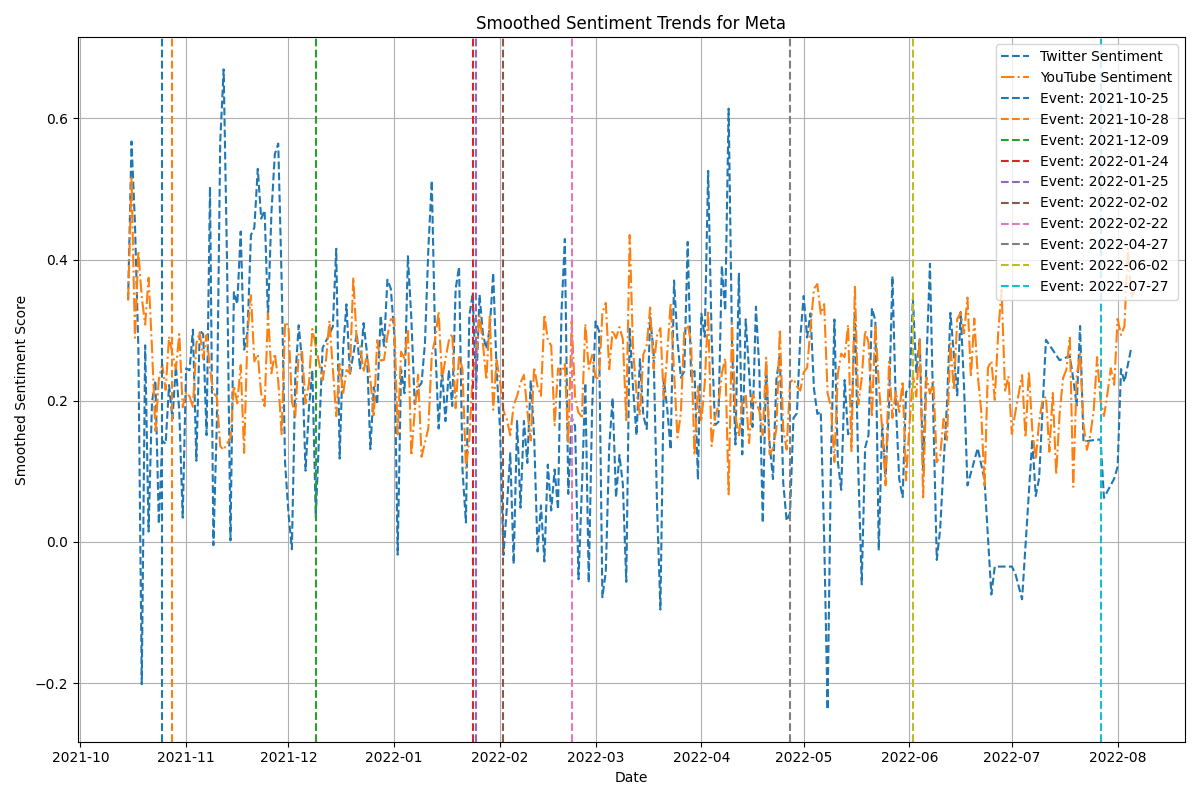 Smoothed Sentiment Trends for Meta
Twitter Sentiment
YouTube Sentiment
Event: 2021-10-25
Event: 2021-10-28
Event: 2021-12-09
Event: 2022-01-24
Event: 2022-01-25
Event: 2022-02-02
Event: 2022-02-22
Event: 2022-04-27
Event: 2022-06-02
Event: 2022-07-27
Smoothed Sentiment Score
0.6
0.4
0.2
0.0
−0.2
2021-10
2021-11
2021-12
2022-01
2022-02
2022-03
2022-04
2022-05
2022-06
2022-07
2022-08
Date